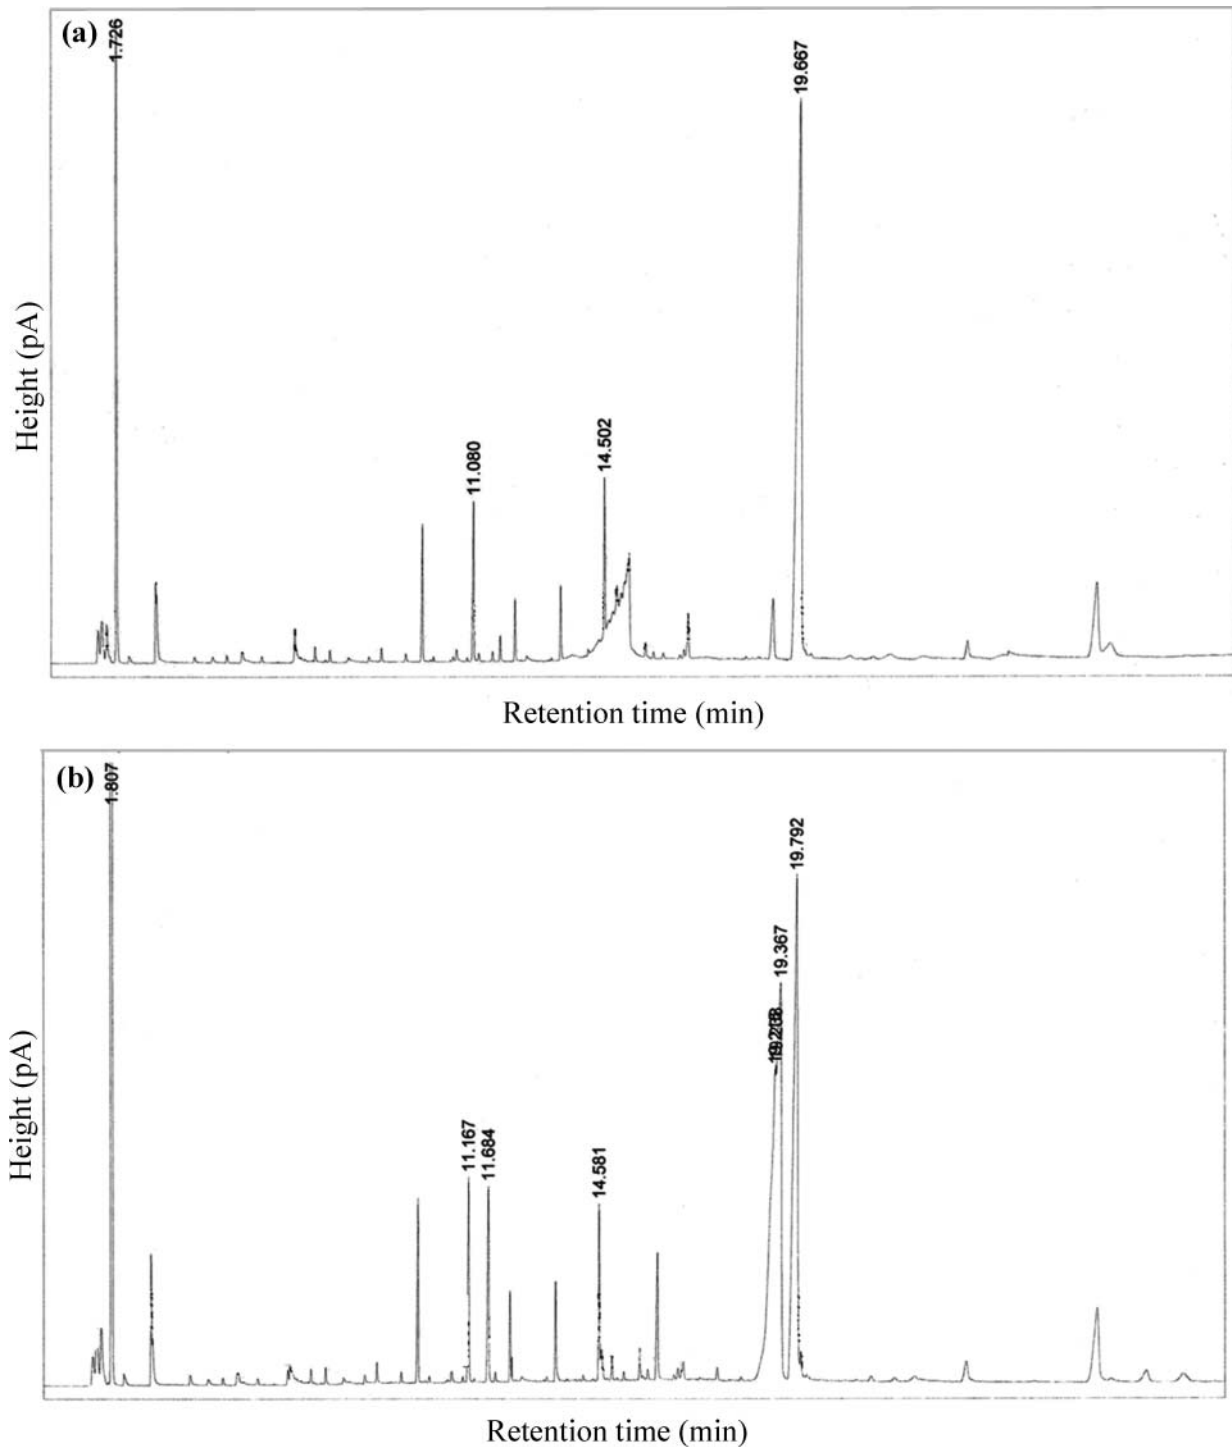 (a)
1.726
19.667
11.080
14.502
Height (pA)
Retention time (min)
(b)
1.807
19.792
19.367
11.167
11.684
14.581
Height (pA)
Retention time (min)